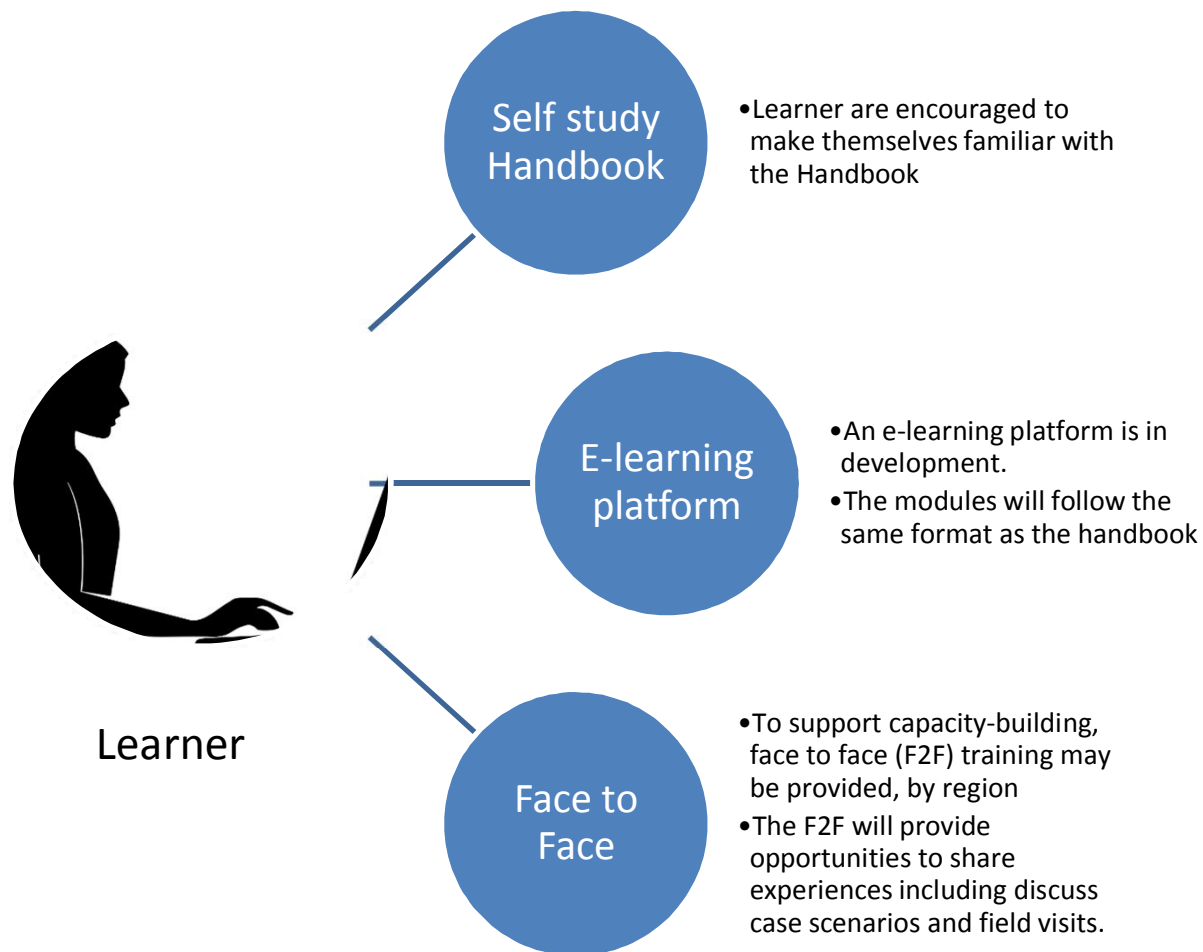 Self study
Handbook
•Learner are encouraged to
make themselves familiar with
the Handbook
E-learning
platform
•An e-learning platform is in
development.
•The modules will follow the
same format as the handbook
Learner
Face to
Face
•To support capacity-building,
face to face (F2F) training may
be provided, by region
•The F2F will provide
opportunities to share
experiences including discuss
case scenarios and field visits.